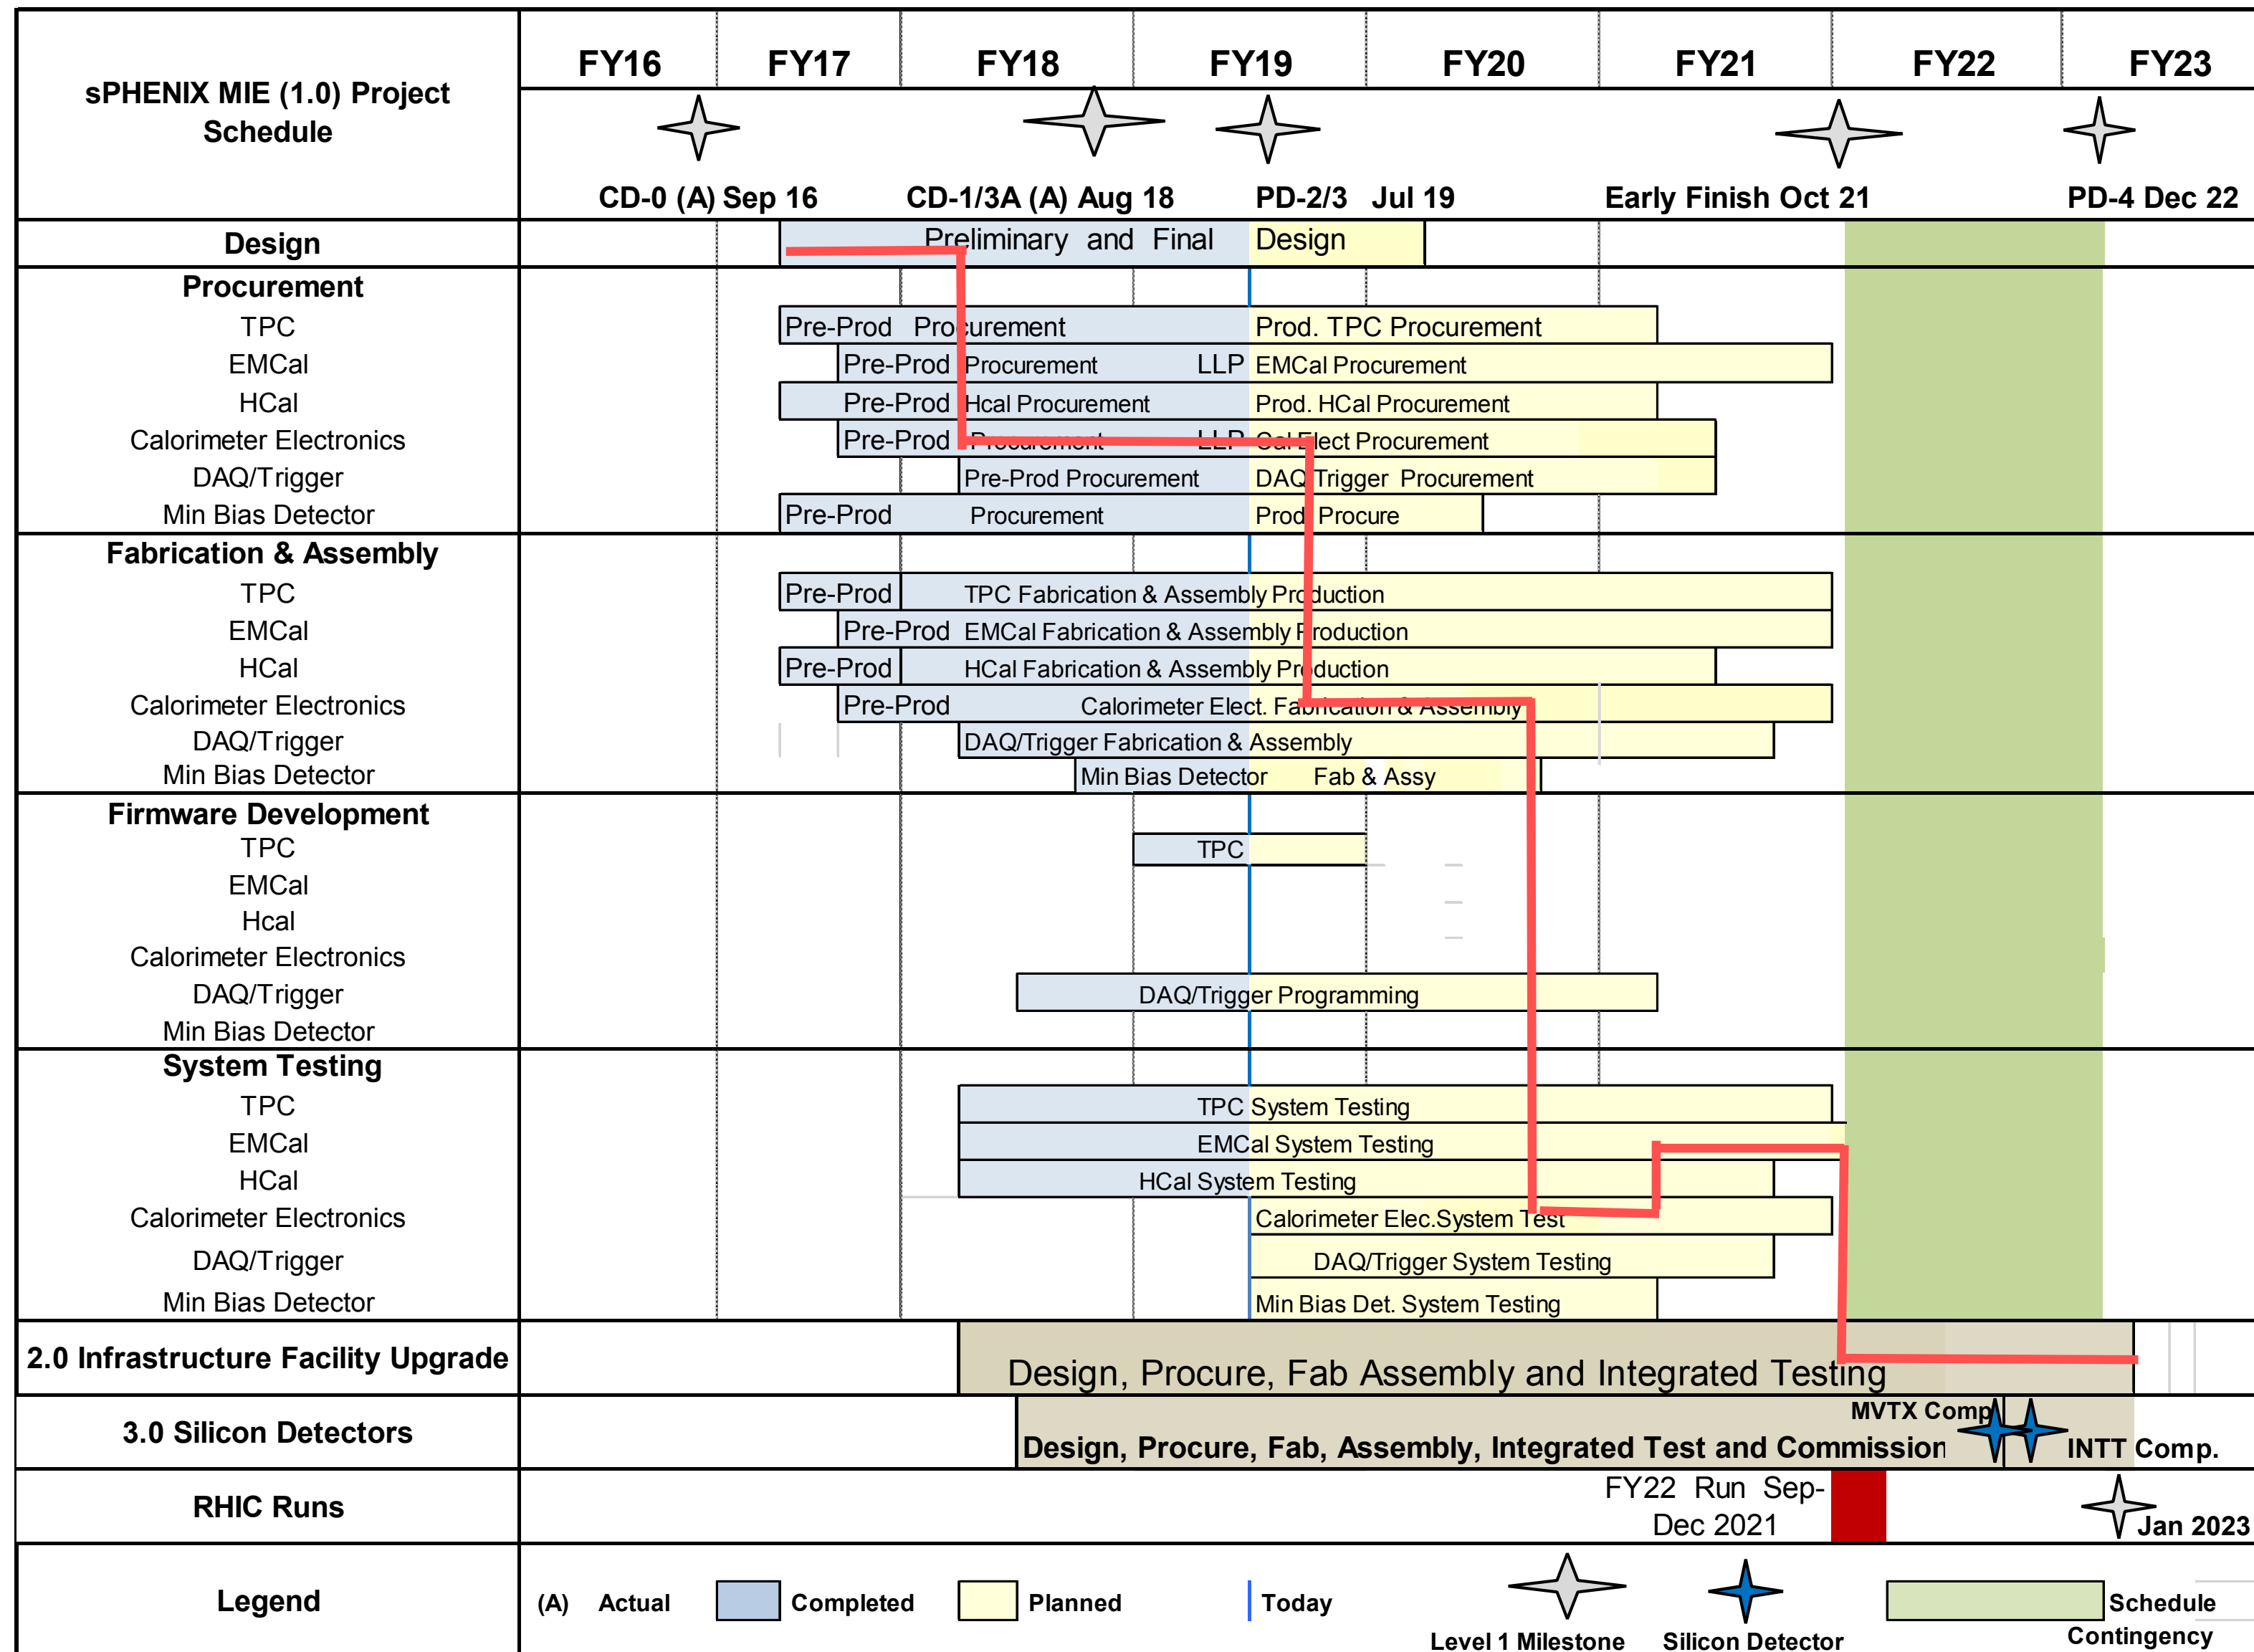 sPHENIX MIE (1.0) Project
Schedule
FY16 FY17 FY18 FY19 FY20 FY21 FY22 FY23
CD-0 (A) Sep 16 CD-1/3A (A) Aug 18 PD-2/3 Jul 19 Early Finish Oct 21 PD-4 Dec 22
Design Preliminary and Final Design
Procurement
TPC Pre-Prod Procurement Prod. TPC Procurement
EMCal Pre-Prod Procurement LLP EMCal Procurement
HCal Pre-Prod Hcal Procurement Prod. HCal Procurement
Calorimeter Electronics Pre-Prod Procurement LLP Cal Elect Procurement
DAQ/Trigger Pre-Prod Procurement DAQ/Trigger Procurement
Min Bias Detector Pre-Prod Procurement Prod. Procure
Fabrication & Assembly
TPC Pre-Prod TPC Fabrication & Assembly Production
EMCal Pre-Prod EMCal Fabrication & Assembly Production
HCal Pre-Prod HCal Fabrication & Assembly Production
Calorimeter Electronics Pre-Prod Calorimeter Elect. Fabrication & Assembly
DAQ/Trigger DAQ/Trigger Fabrication & Assembly
Min Bias Detector Min Bias Detector Fab & Assy
Firmware Development
TPC TPC
EMCal
Hcal
Calorimeter Electronics
DAQ/Trigger DAQ/Trigger Programming
Min Bias Detector
System Testing
TPC TPC System Testing
EMCal EMCal System Testing
HCal HCal System Testing
Calorimeter Electronics Calorimeter Elec.System Test
DAQ/Trigger DAQ/Trigger System Testing
Min Bias Detector Min Bias Det. System Testing
2.0 Infrastructure Facility Upgrade Design, Procure, Fab Assembly and Integrated Testing
3.0 Silicon Detectors Design, Procure, Fab, Assembly, Integrated Test and Commission
MVTX Comp
INTT Comp.
RHIC Runs
FY22 Run Sep-
Dec 2021
Jan 2023
Legend
(A) Actual Completed Planned Today
Level 1 Milestone Silicon Detector
Schedule
Contingency